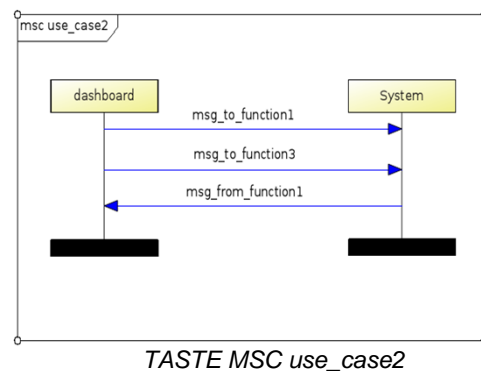 msc use_case2
dashboard
System
msg_to_function1
msg_to_function3
msg_from_function1
TASTE MSC use_case2